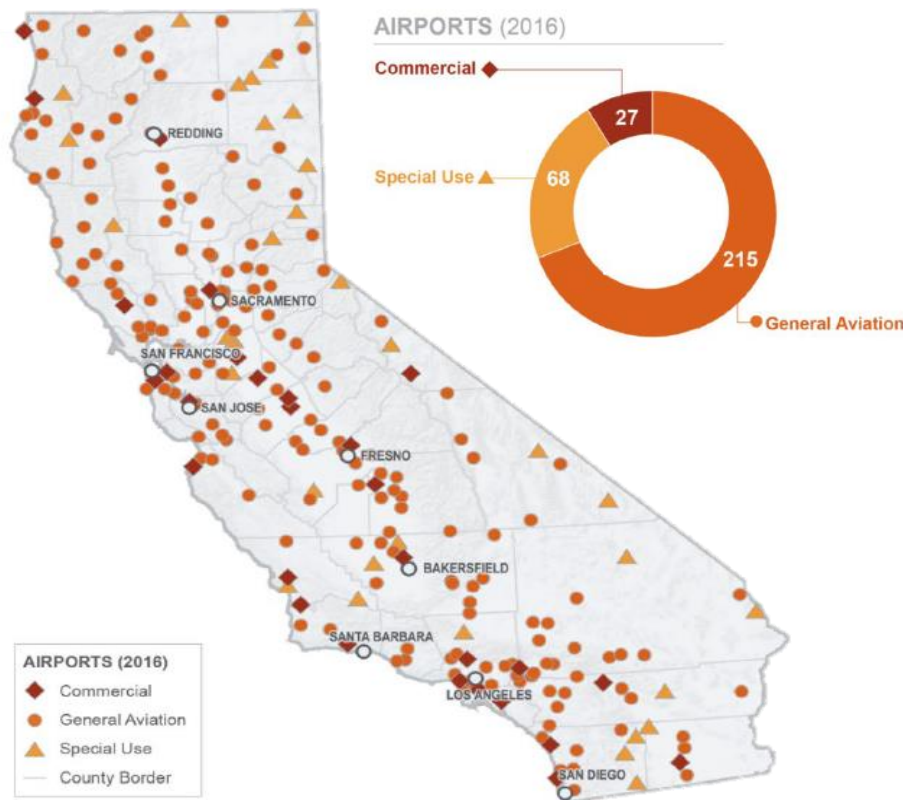 AIRPORTS (2016)
Commercial
27
Special Use
68
215
General Aviation
REDDING
SACRAMENTO
SAN FRANCISCO
SAN JOSE
FRESNO
BAKERSFIELD
SANTA BARBARA
LOS ANGELES
SAN DIEGO
AIRPORTS (2016)
Commercial
General Aviation
Special Use
County Border